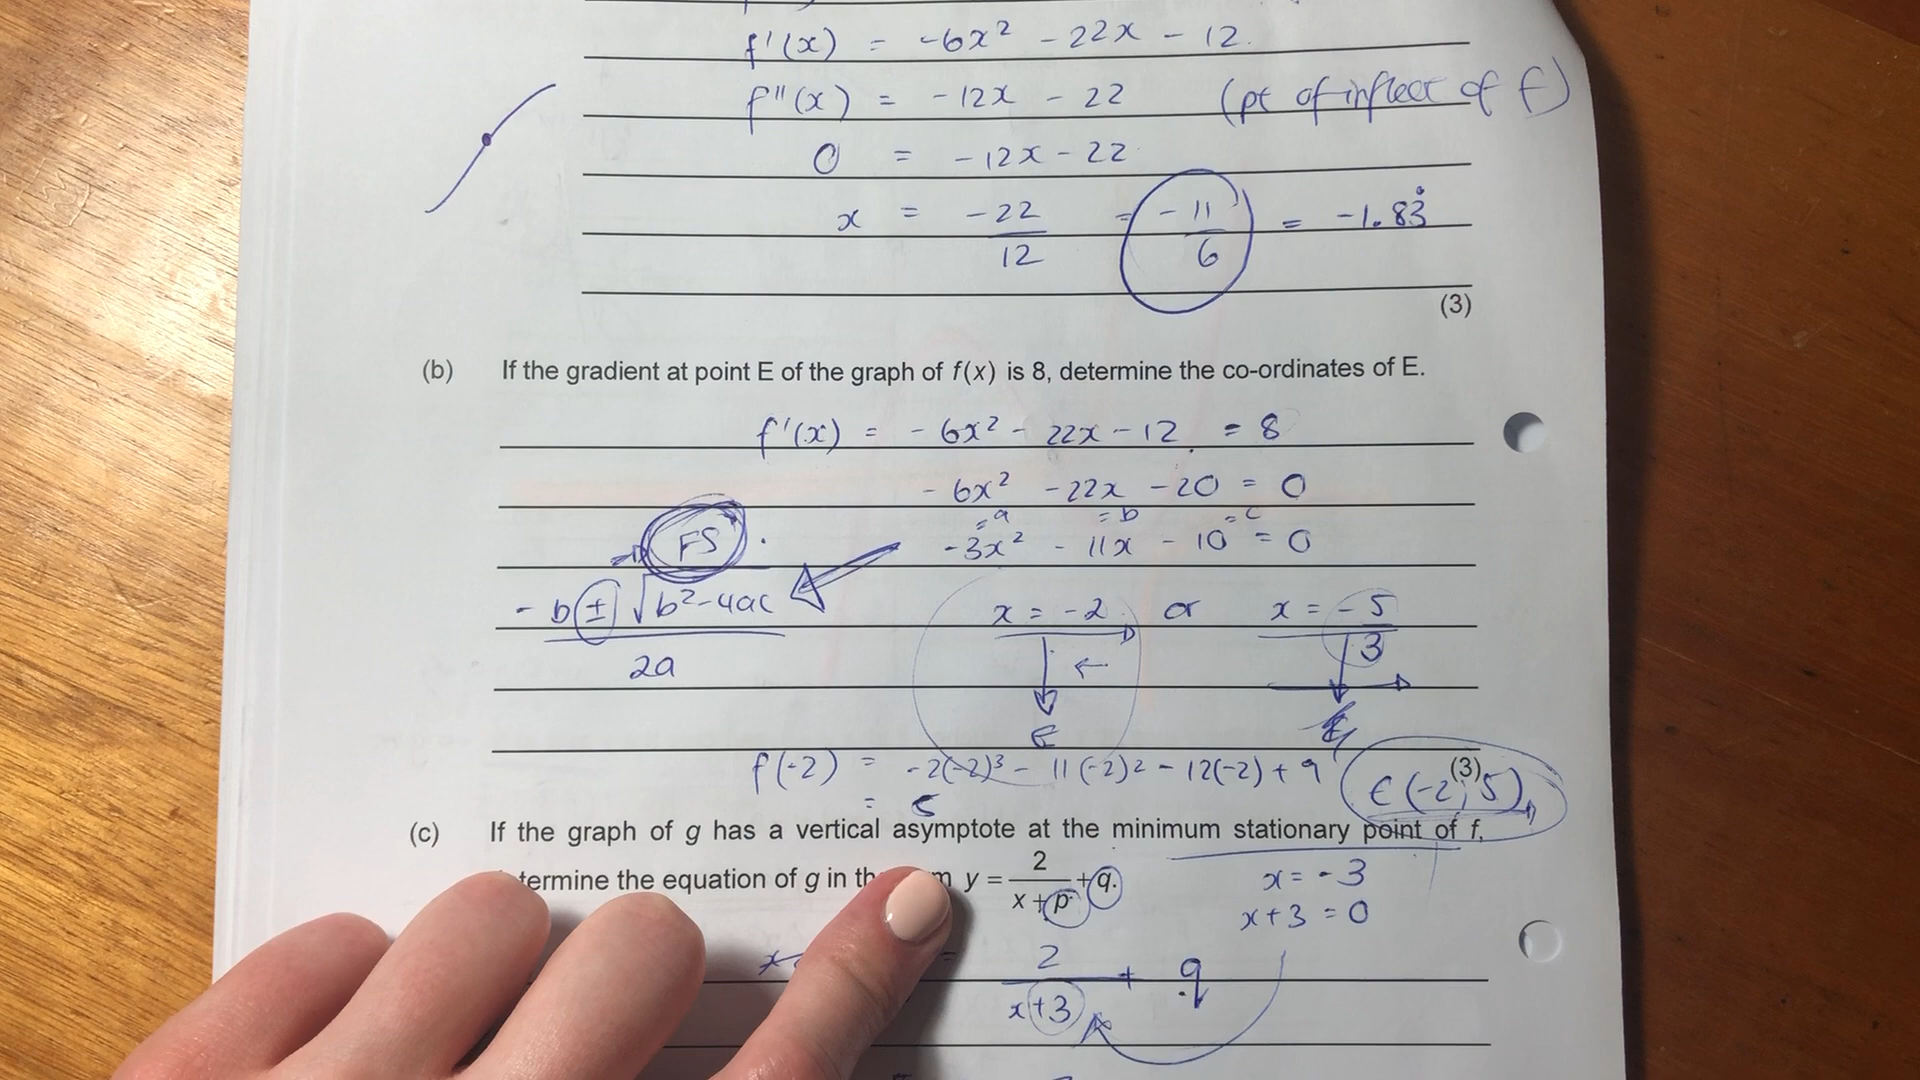 f'(x) = -6x² - 22x - 12.
f''(x) = -12x - 22 (pt of inflect of f)
0 = -12x - 22
x = -22/12 = -11/6 = -1.83̇
(3)
(b) If the gradient at point E of the graph of f(x) is 8, determine the co-ordinates of E.
f'(x) = -6x² - 22x - 12 = 8
-6x² - 22x - 20 = 0
=a =b =c
FS. -3x² - 11x - 10 = 0
-b ± √b²-4ac x = -2 or x = -5/3
2a
E
f(-2) = -2(-2)³ - 11(-2)² - 12(-2) + 9 E(-2;5)
(3)
= 5
(c) If the graph of g has a vertical asymptote at the minimum stationary point of f,
termine the equation of g in th m y = 2/(x + p) + q.
x = -3
x + 3 = 0
= 2/(x+3) + q